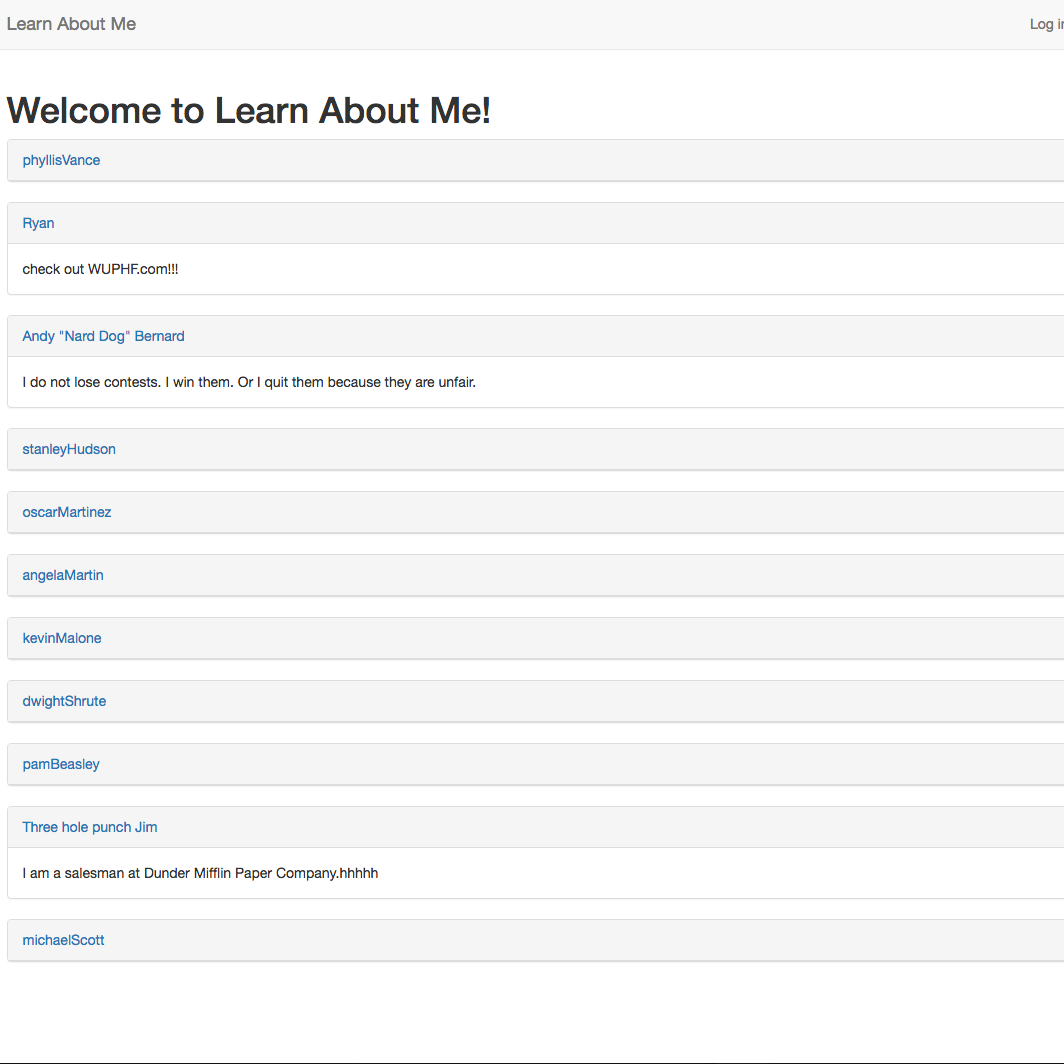 Learn About Me
Log in
Welcome to Learn About Me!
phyllisVance
Ryan
check out WUPHF.com!!!
Andy "Nard Dog" Bernard
I do not lose contests. I win them. Or I quit them because they are unfair.
stanleyHudson
oscarMartinez
angelaMartin
kevinMalone
dwightShrute
pamBeasley
Three hole punch Jim
I am a salesman at Dunder Mifflin Paper Company.hhhhh
michaelScott